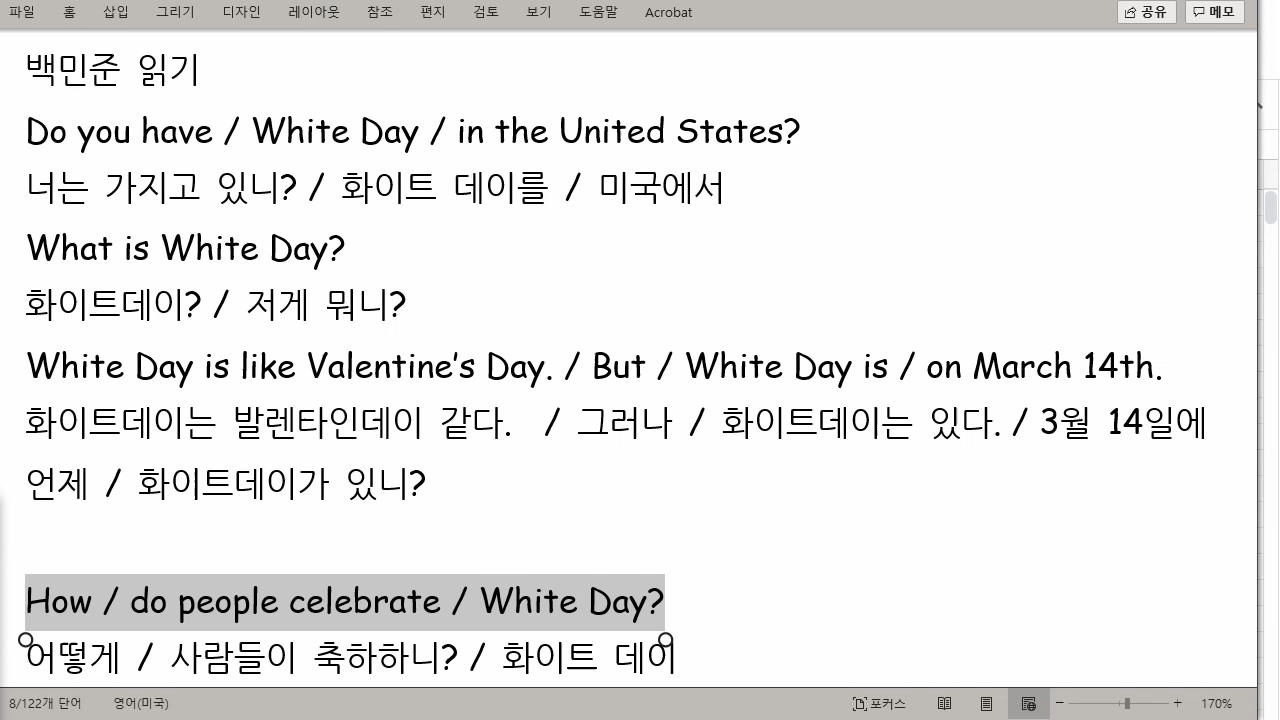 파일 홈 삽입 그리기 디자인 레이아웃 참조 편지 검토 보기 도움말 Acrobat 공유 메모
백민준 읽기
Do you have / White Day / in the United States?
너는 가지고 있니? / 화이트 데이를 / 미국에서
What is White Day?
화이트데이? / 저게 뭐니?
White Day is like Valentine's Day. / But / White Day is / on March 14th.
화이트데이는 발렌타인데이 같다. / 그러나 / 화이트데이는 있다. / 3월 14일에
언제 / 화이트데이가 있니?
How / do people celebrate / White Day?
어떻게 / 사람들이 축하하니? / 화이트 데이
8/122개 단어 영어(미국) 포커스 170%